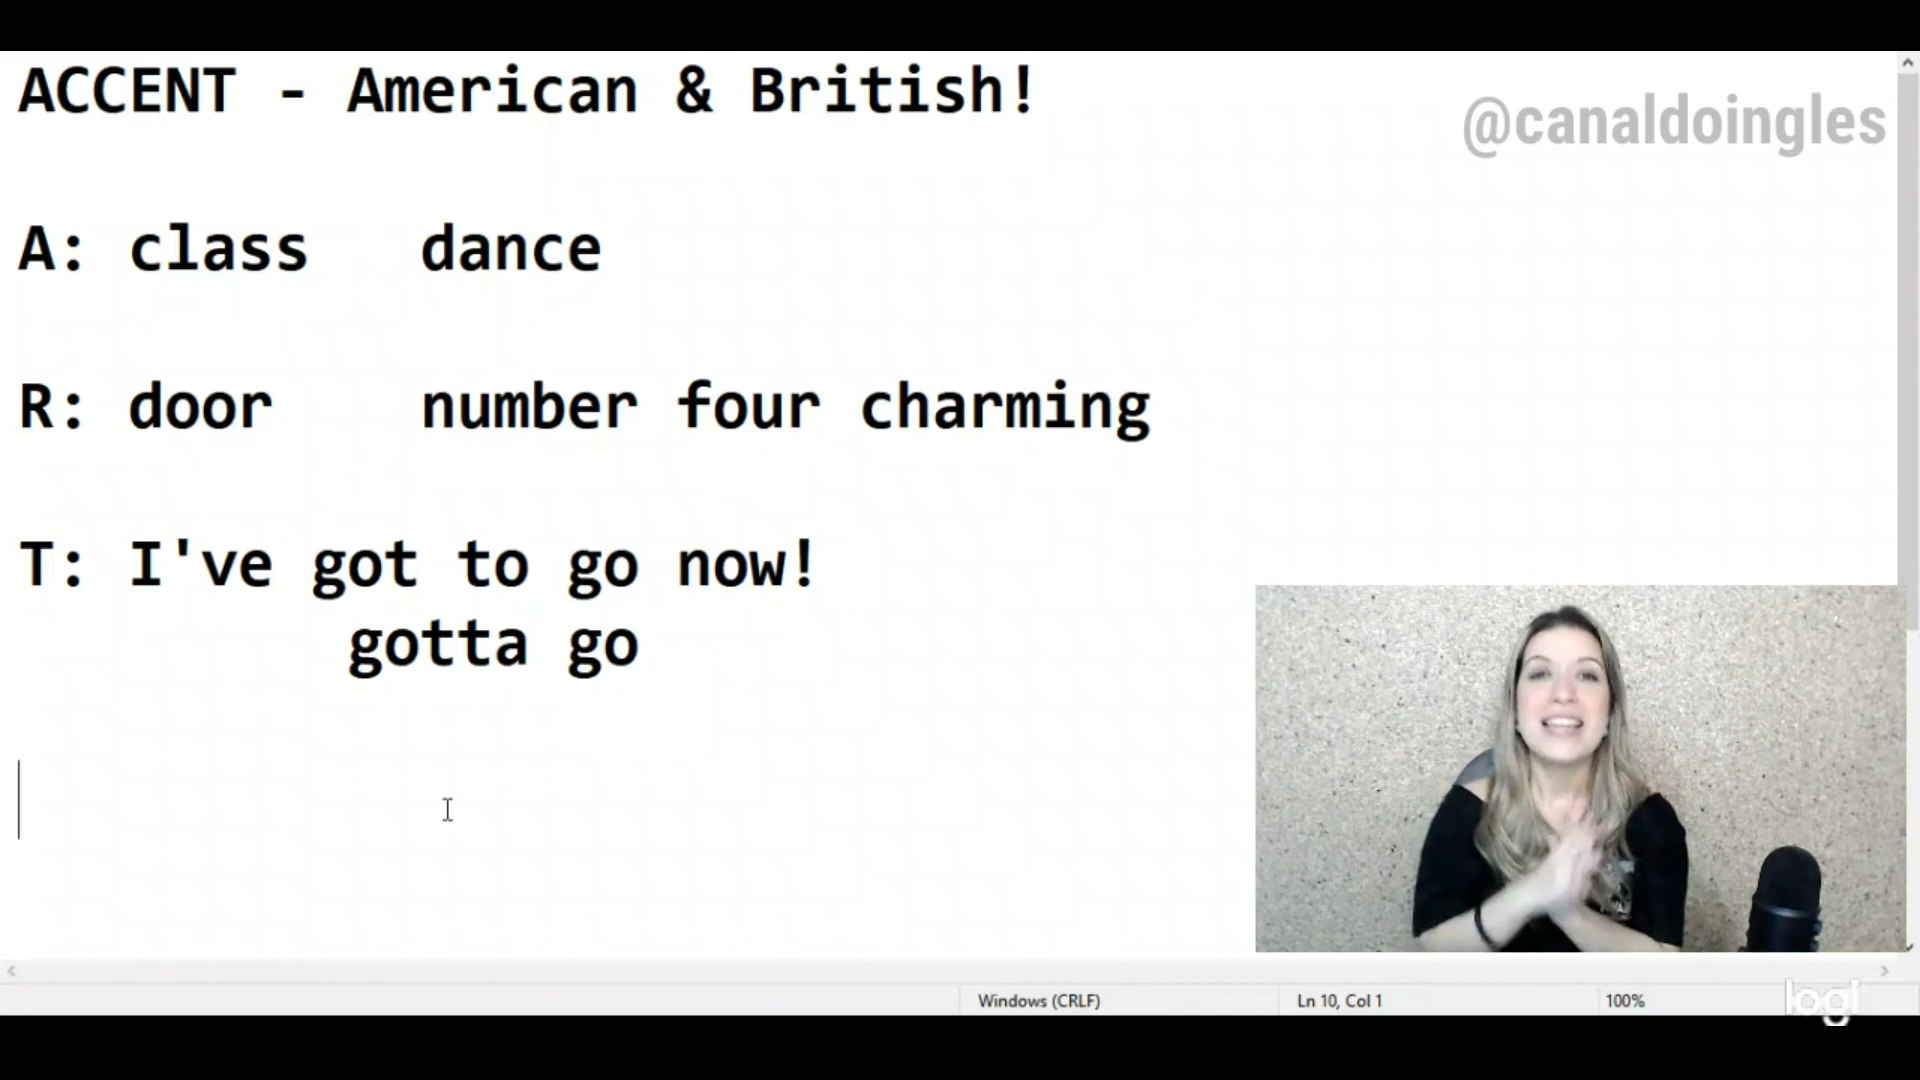 ACCENT - American & British!
@canaldoingles
A: class dance
R: door number four charming
T: I've got to go now!
gotta go
Windows (CRLF) Ln 10, Col 1 100%
logi